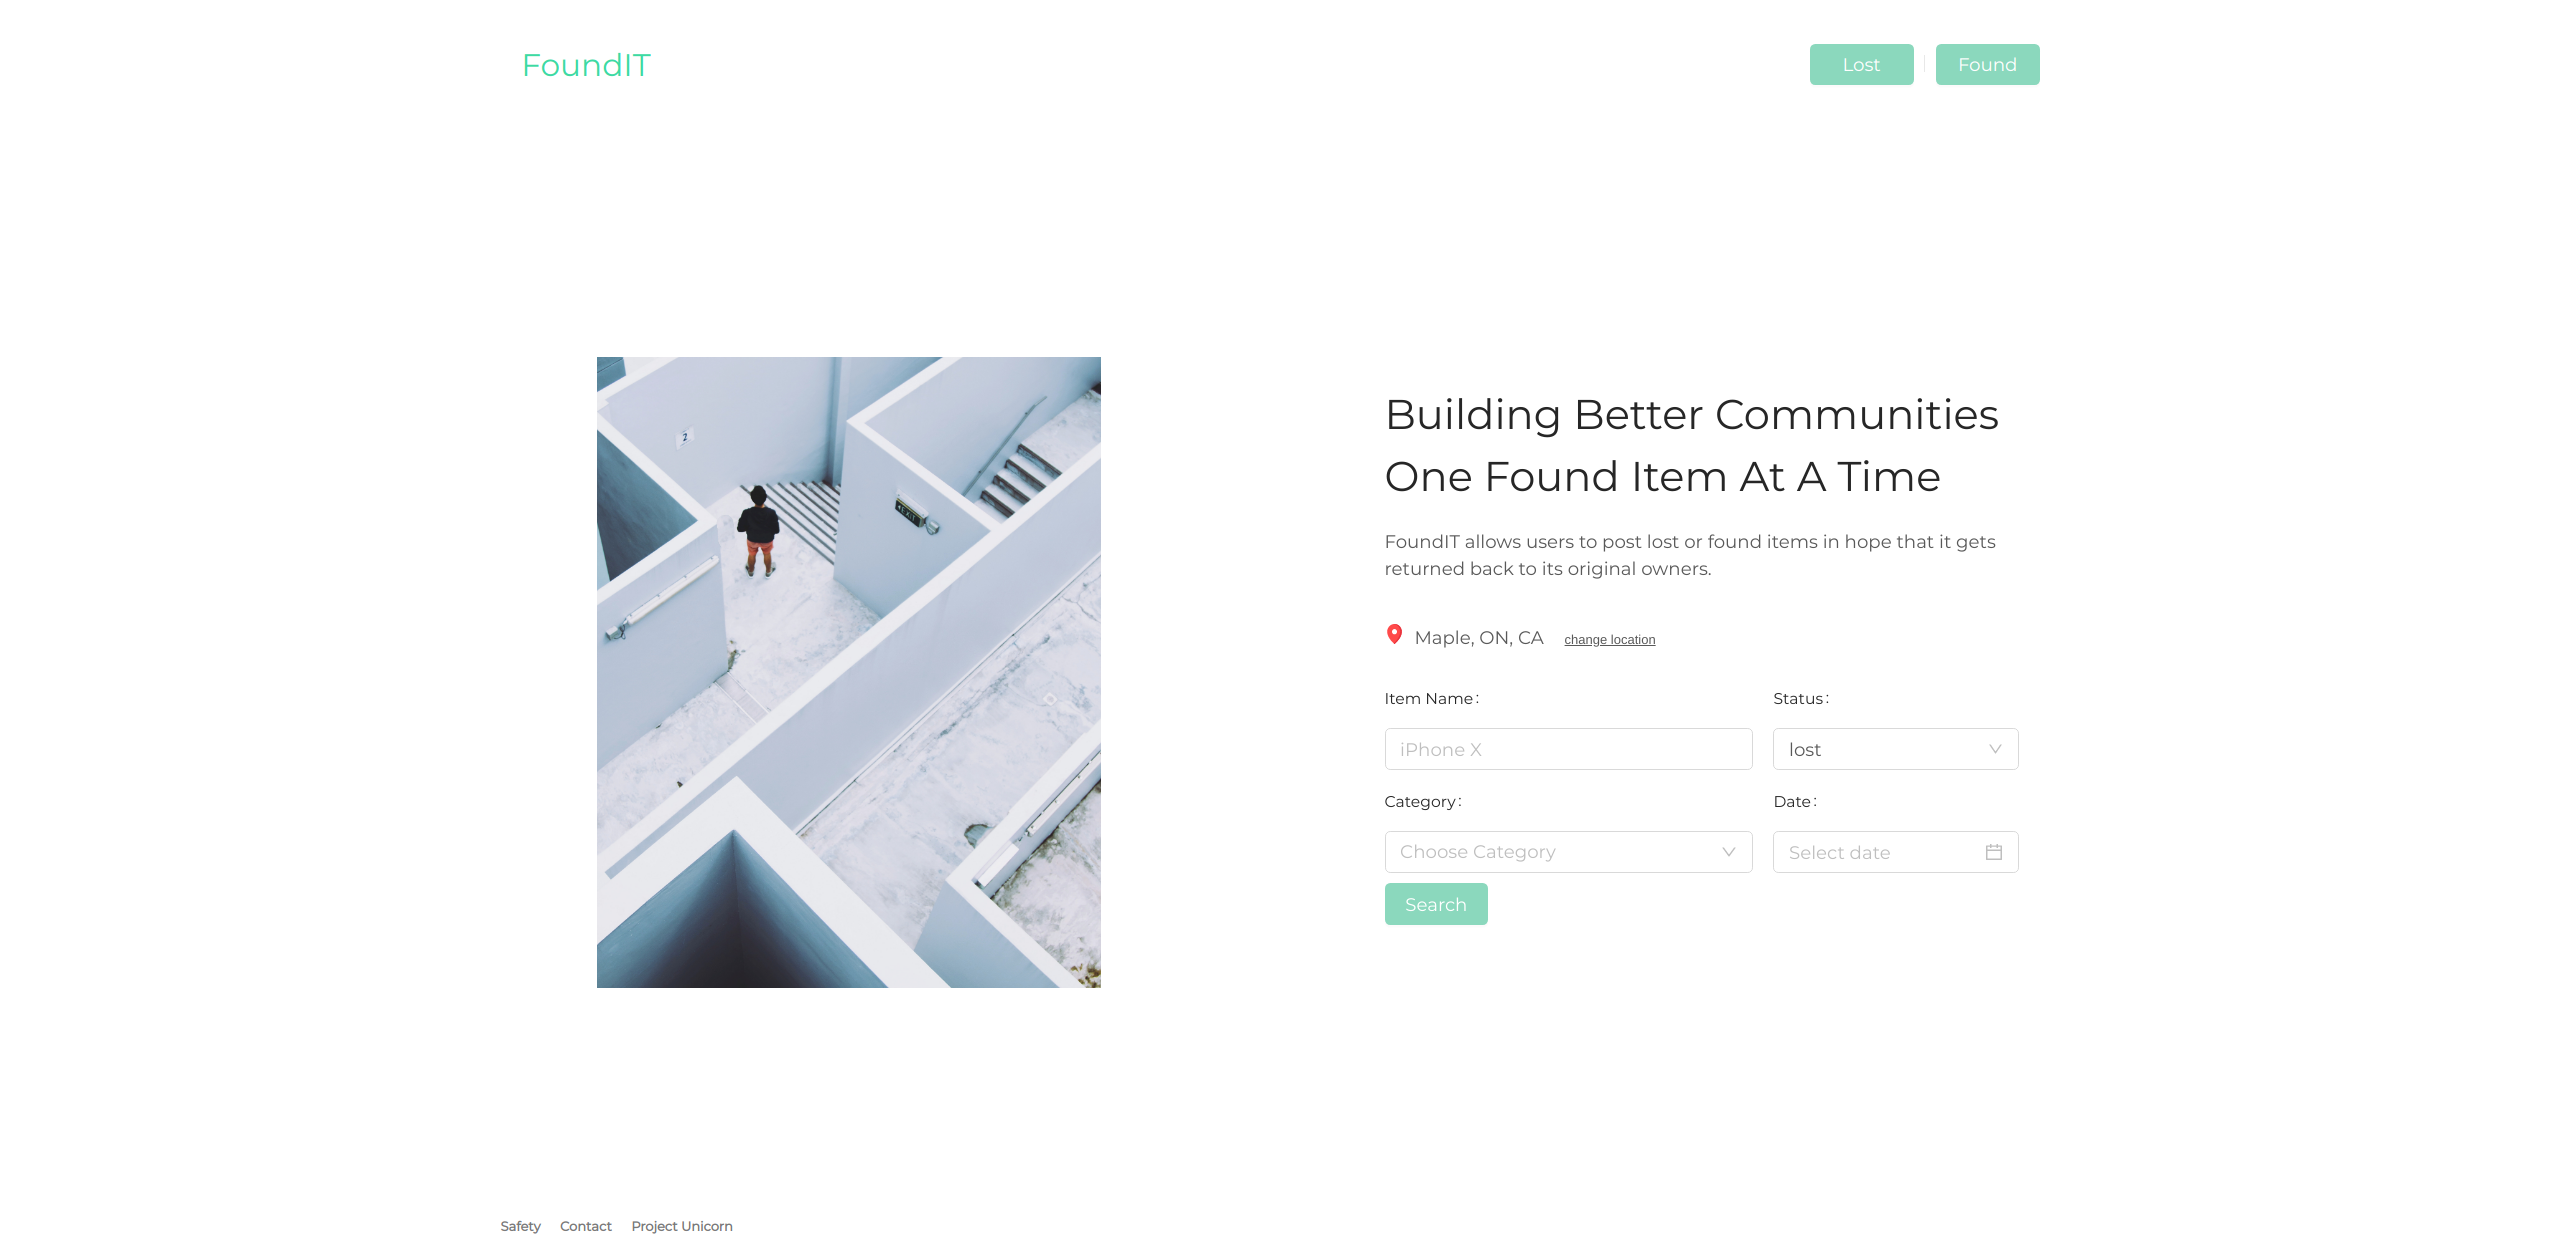 FoundIT
Lost
Found
2
EXIT
Building Better Communities
One Found Item At A Time
FoundIT allows users to post lost or found items in hope that it gets
returned back to its original owners.
Maple, ON, CA change location
Item Name:
Status:
iPhone X
lost
Category:
Date:
Choose Category
Select date
Search
Safety Contact Project Unicorn